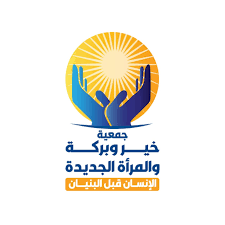 جمعية
خير وبركة
والمرأة الجديدة
الإنسان قبل البنيان